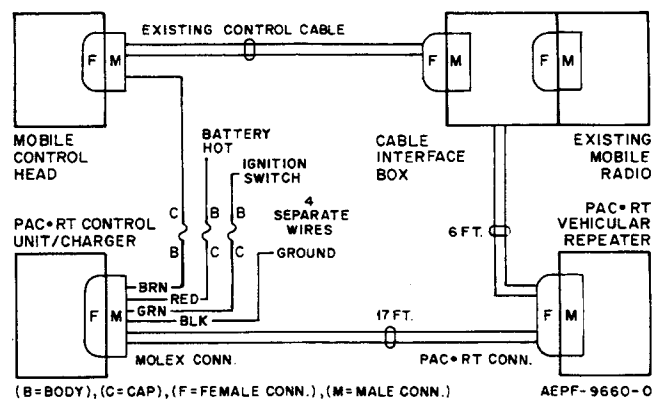 EXISTING CONTROL CABLE
F M
F M
F M
MOBILE
CONTROL
HEAD
BATTERY
HOT
IGNITION
SWITCH
CABLE
INTERFACE
BOX
EXISTING
MOBILE
RADIO
4
SEPARATE
WIRES
C B B
B C C
GROUND
PAC•RT CONTROL
UNIT/CHARGER
6 FT.
PAC•RT
VEHICULAR
REPEATER
BRN
RED
GRN
BLK
F M
F M
17 FT.
MOLEX CONN.
PAC•RT CONN.
(B=BODY),(C=CAP),(F=FEMALE CONN.),(M=MALE CONN.)
AEPF-9660-O